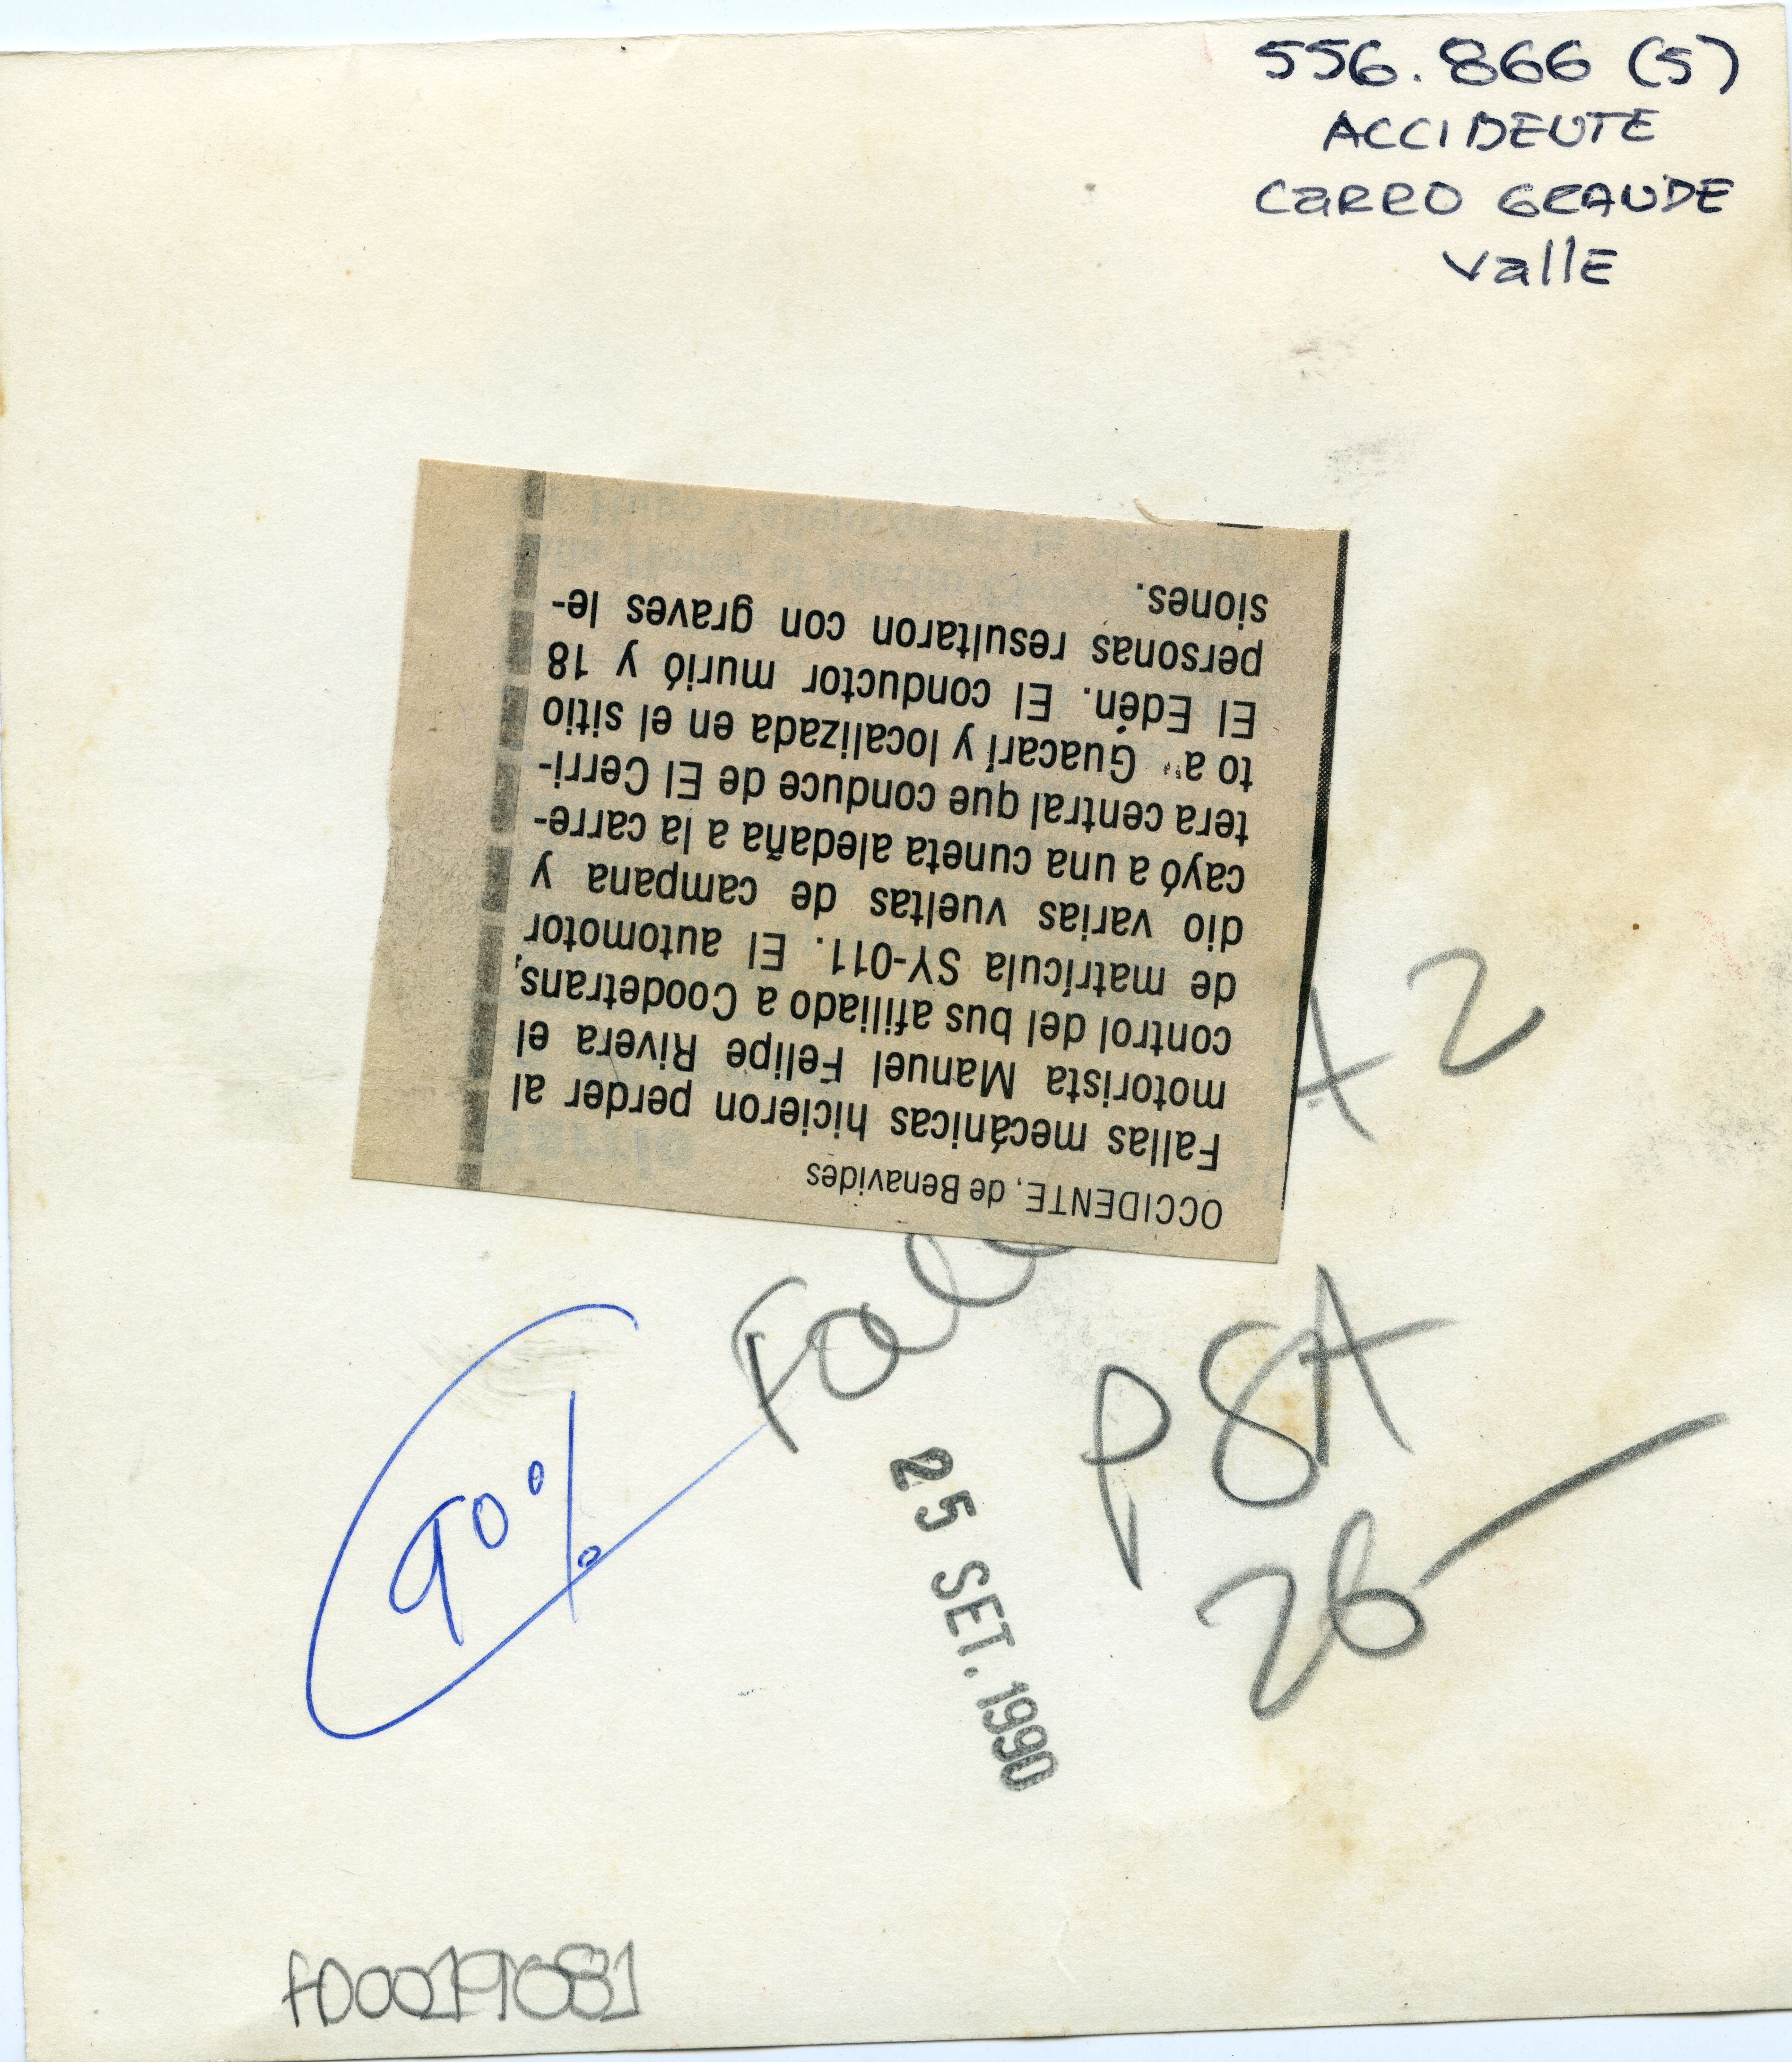 556.866 (5)
ACCIDENTE
CARRO GRANDE
VallE
OCCIDENTE, de Benavides
Fallas mecánicas hicieron perder al
motorista Manuel Felipe Rivera el
control del bus afiliado a Coodetrans,
de matrícula SY-011. El automotor
dio varias vueltas de campana y
cayó a una cuneta aledaña a la carre-
tera central que conduce de El Cerri-
to a" Guacarí y localizada en el sitio
El Edén. El conductor murió y 18
personas resultaron con graves le-
siones.
A 2
P8A
26
90%
25 SET. 1990
f00019081